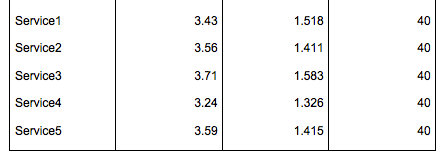 Service1 3.43 1.518 40
Service2 3.56 1.411 40
Service3 3.71 1.583 40
Service4 3.24 1.326 40
Service5 3.59 1.415 40